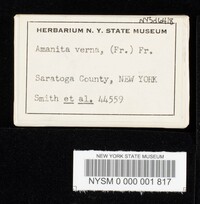 HERBARIUM N. Y. STATE MUSEUM
Amanita verna, (Fr.) Fr.
Saratoga County, NEW YORK
Smith et al. 44559
NEW YORK STATE MUSEUM
NYSM 0 000 001 817